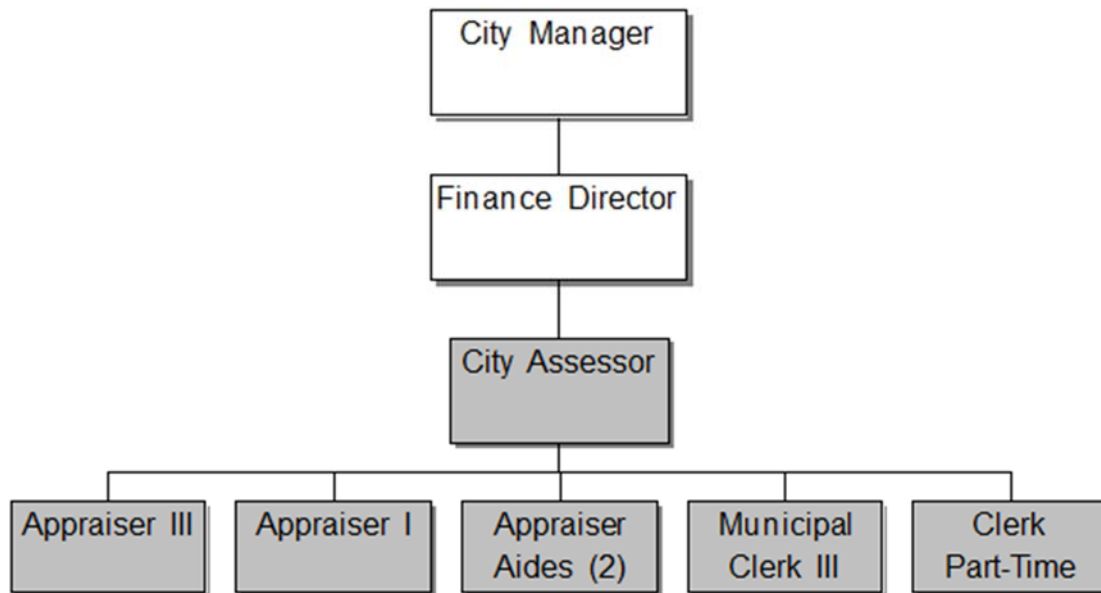 City Manager
Finance Director
City Assessor
Appraiser III
Appraiser I
Appraiser
Aides (2)
Municipal
Clerk III
Clerk
Part-Time